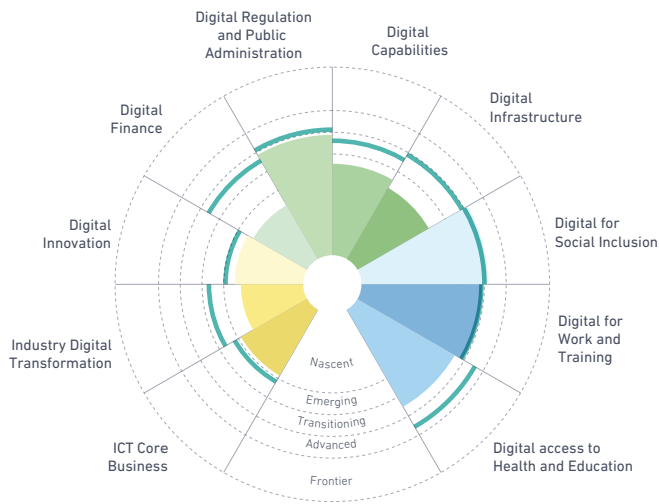 Digital Regulation
and Public
Administration
Digital
Capabilities
Digital
Infrastructure
Digital for
Social Inclusion
Digital for
Work and
Training
Digital access to
Health and Education
ICT Core
Business
Industry Digital
Transformation
Digital
Innovation
Digital
Finance
Nascent
Emerging
Transitioning
Advanced
Frontier